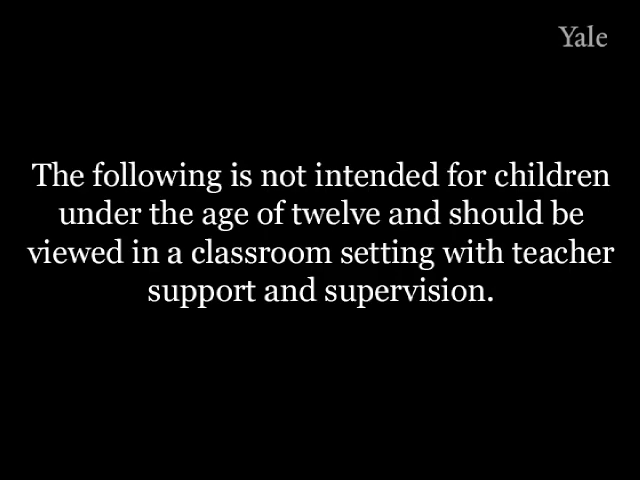 Yale
The following is not intended for children
under the age of twelve and should be
viewed in a classroom setting with teacher
support and supervision.